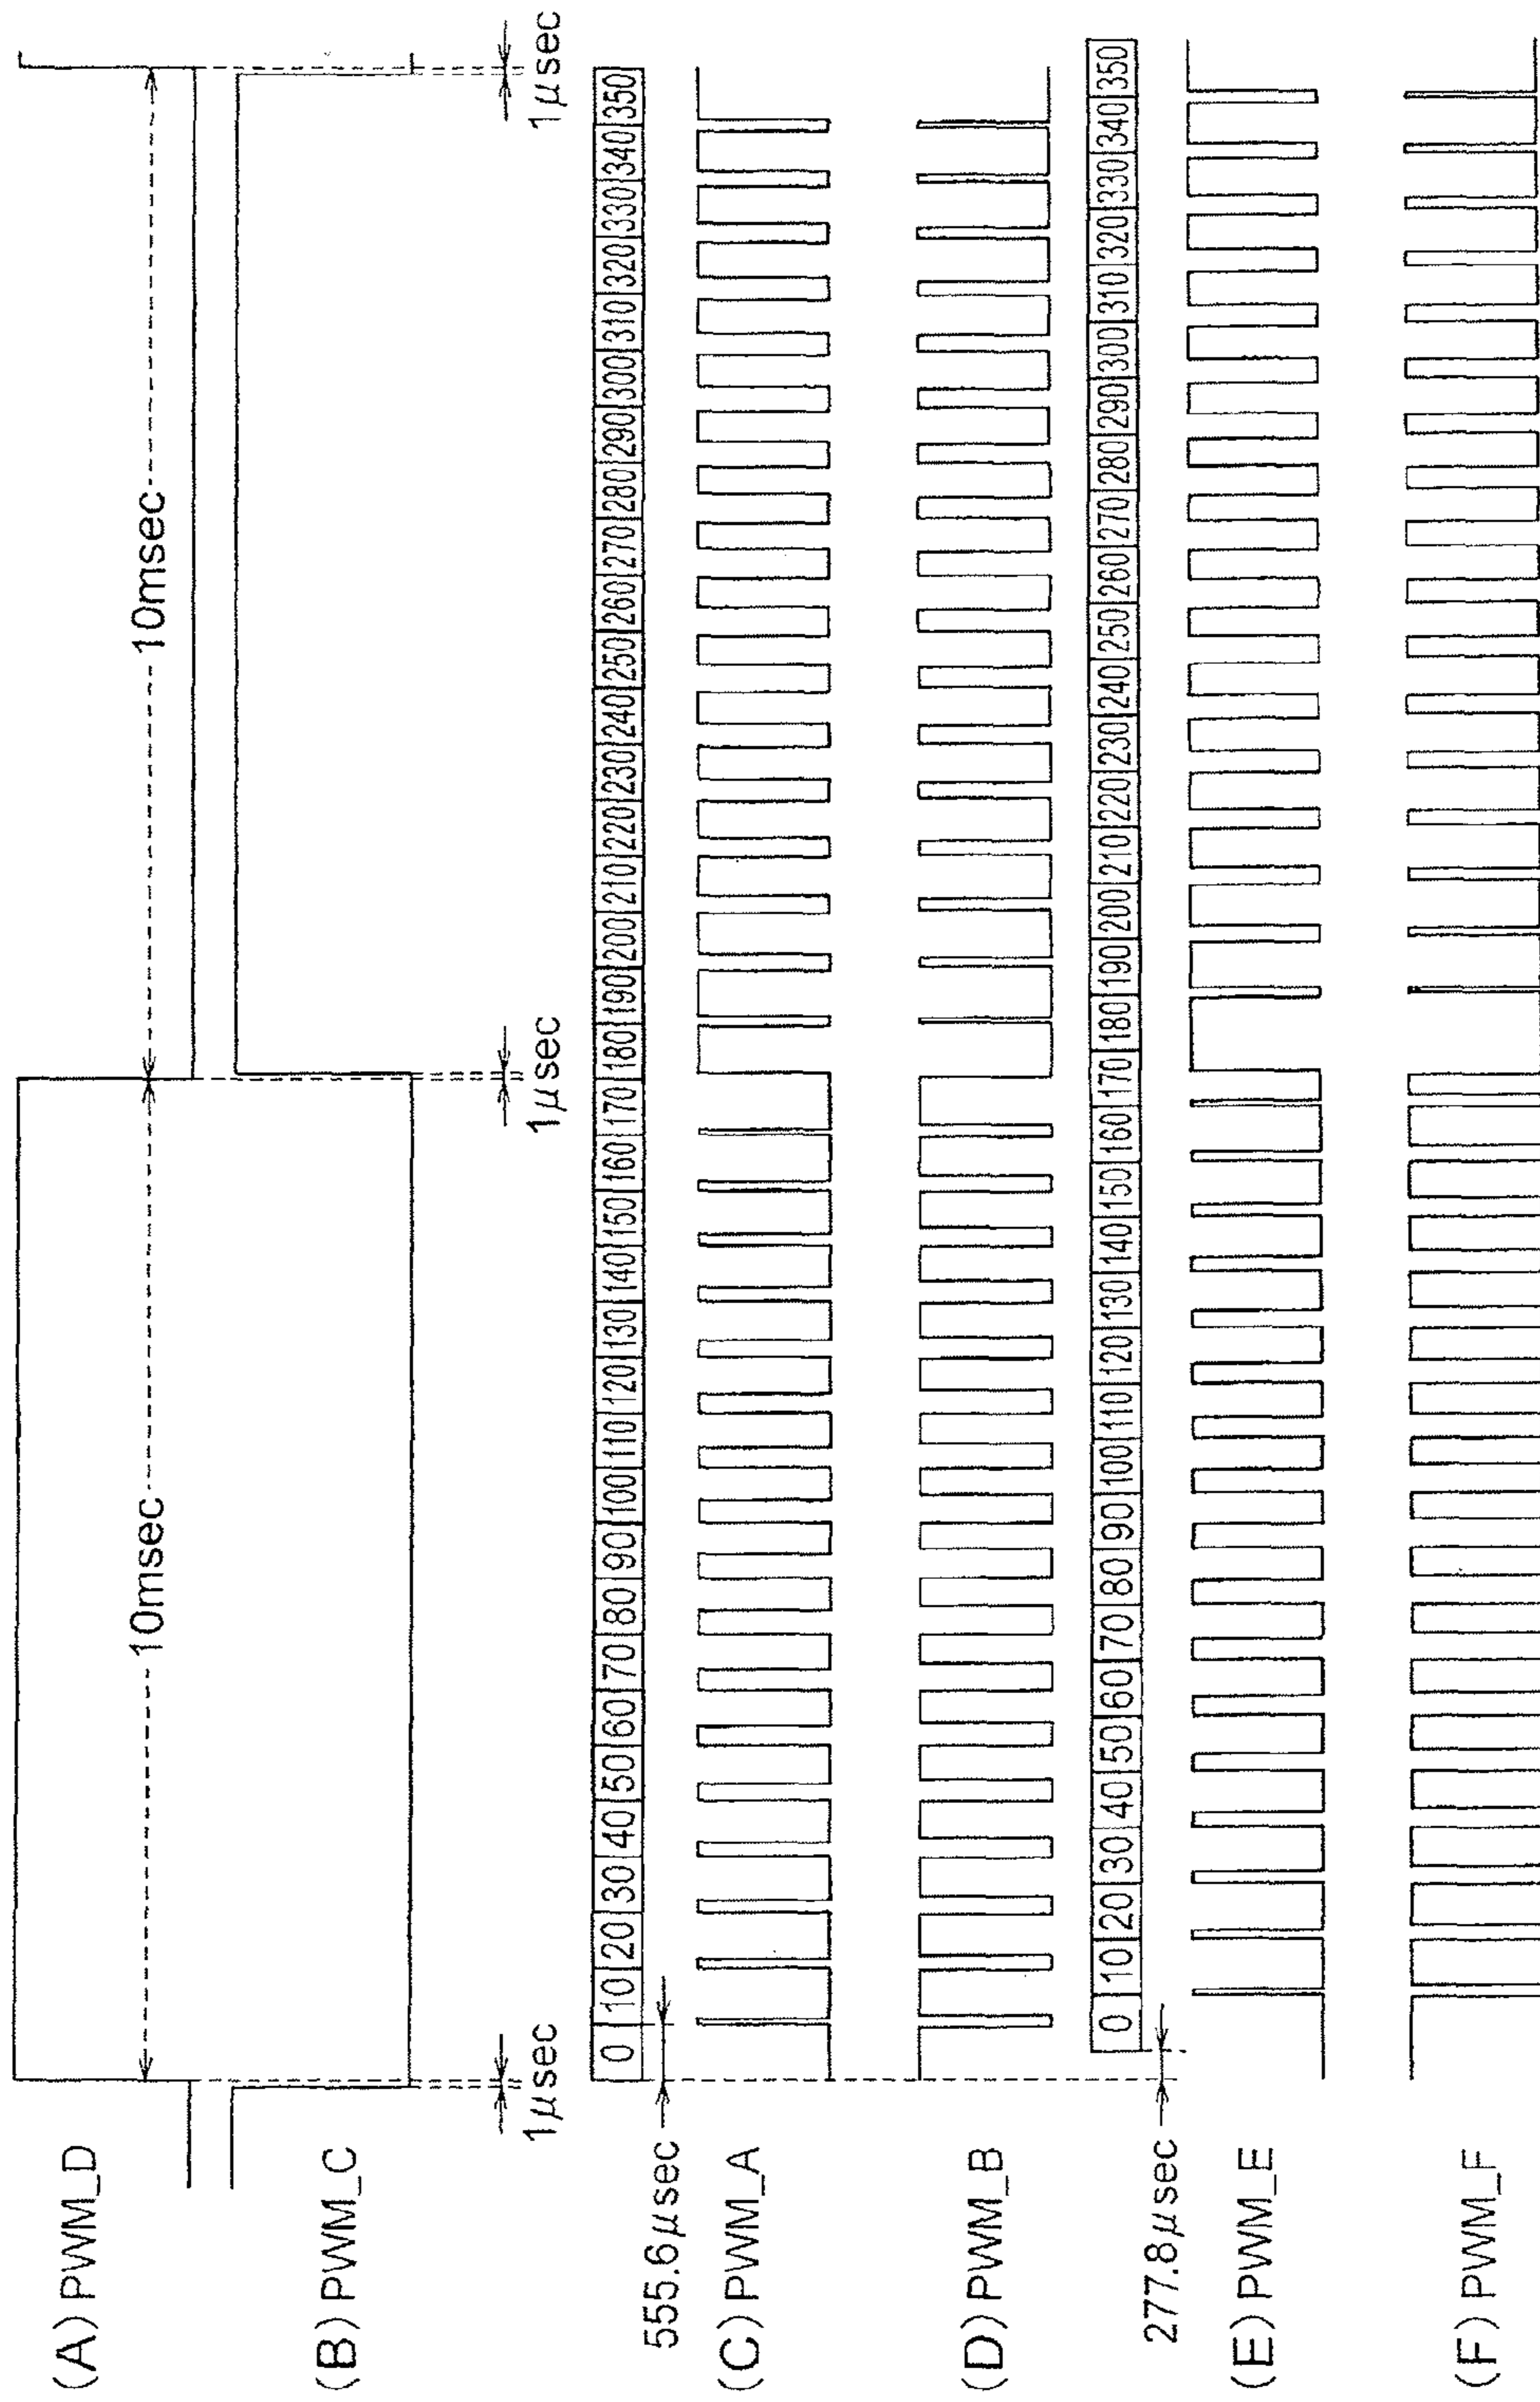 (A) PWM_D
10msec
10msec
(B) PWM_C
1μsec
1μsec
1μsec
0 10 20 30 40 50 60 70 80 90 100 110 120 130 140 150 160 170 180 190 200 210 220 230 240 250 260 270 280 290 300 310 320 330 340 350
555.6μsec
(C) PWM_A
(D) PWM_B
0 10 20 30 40 50 60 70 80 90 100 110 120 130 140 150 160 170 180 190 200 210 220 230 240 250 260 270 280 290 300 310 320 330 340 350
277.8μsec
(E) PWM_E
(F) PWM_F